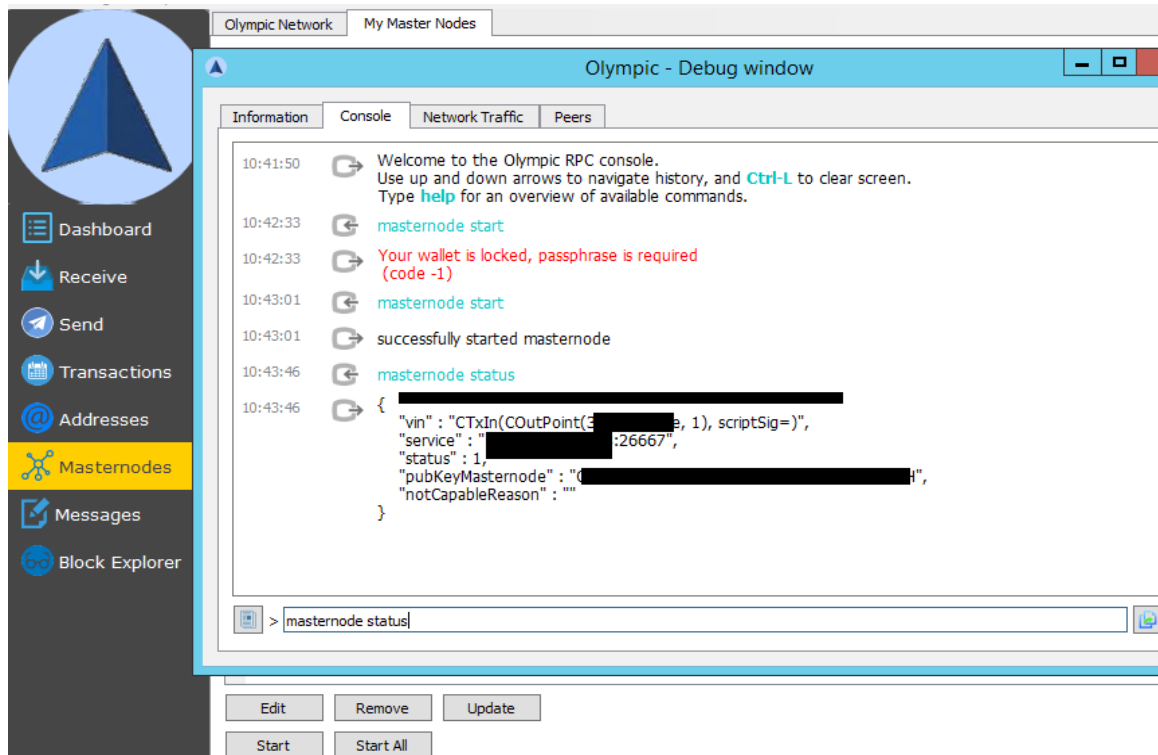 Olympic Network
My Master Nodes
Olympic - Debug window
Information
Console
Network Traffic
Peers
10:41:50
Welcome to the Olympic RPC console.
Use up and down arrows to navigate history, and Ctrl-L to clear screen.
Type help for an overview of available commands.
10:42:33
masternode start
10:42:33
Your wallet is locked, passphrase is required
(code -1)
10:43:01
masternode start
10:43:01
successfully started masternode
10:43:46
masternode status
10:43:46
{
"vin" : "CTxIn(COutPoint(3 e, 1), scriptSig=)",
"service" : " :26667",
"status" : 1,
"pubKeyMasternode" : " H",
"notCapableReason" : ""
}
> masternode status
Dashboard
Receive
Send
Transactions
Addresses
Masternodes
Messages
Block Explorer
Edit
Remove
Update
Start
Start All